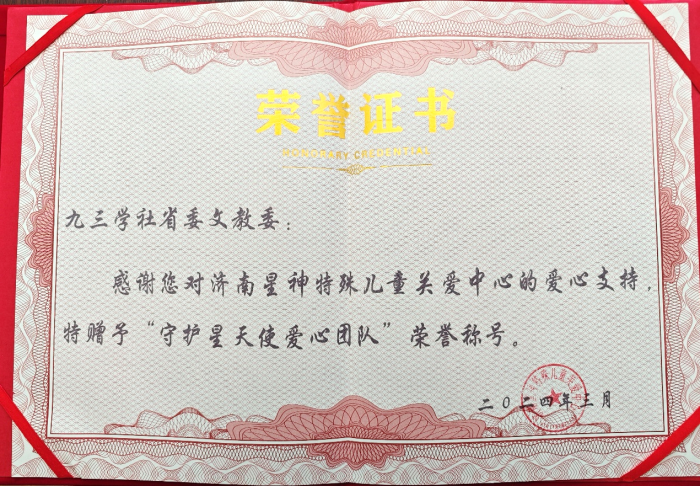 荣誉证书
HONORARY CREDENTIAL
九三学社省委文教委：
感谢您对济南星神特殊儿童关爱中心的爱心支持，
特赠予“守护星天使爱心团队”荣誉称号。
二〇二四年三月